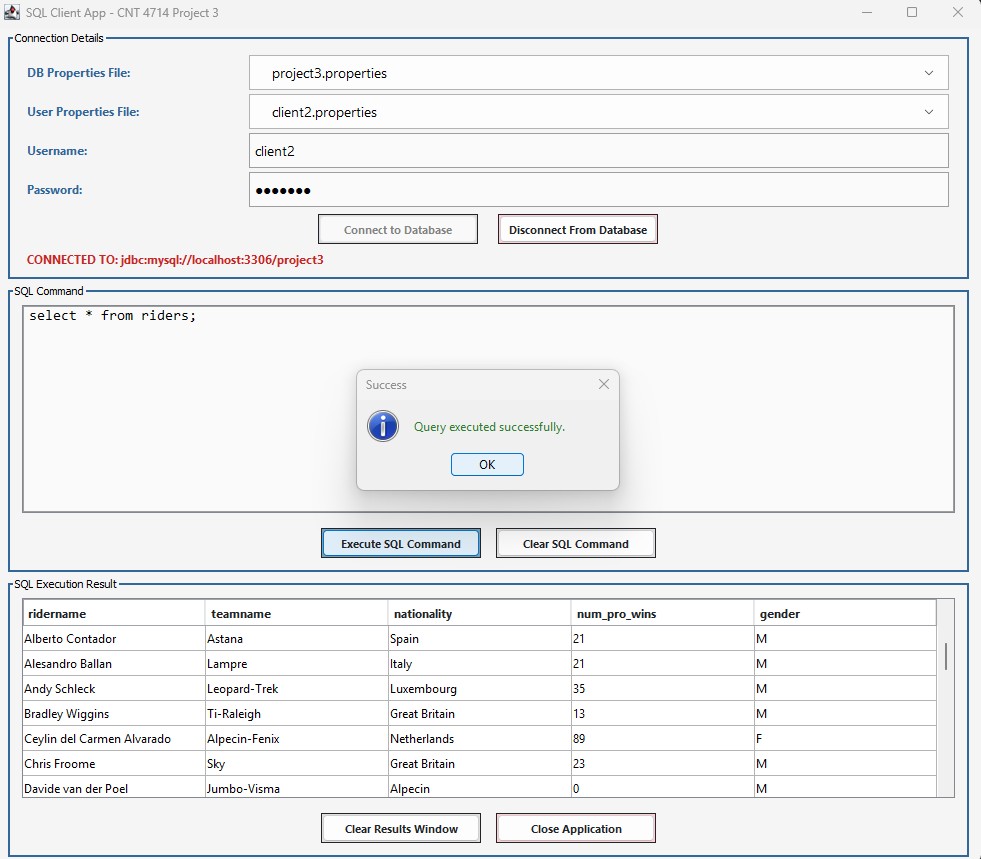 SQL Client App - CNT 4714 Project 3
Connection Details
DB Properties File: project3.properties
User Properties File: client2.properties
Username: client2
Password: •••••••
Connect to Database Disconnect From Database
CONNECTED TO: jdbc:mysql://localhost:3306/project3
SQL Command
select * from riders;
Success
Query executed successfully.
OK
Execute SQL Command Clear SQL Command
SQL Execution Result
ridername teamname nationality num_pro_wins gender
Alberto Contador Astana Spain 21 M
Alesandro Ballan Lampre Italy 21 M
Andy Schleck Leopard-Trek Luxembourg 35 M
Bradley Wiggins Ti-Raleigh Great Britain 13 M
Ceylin del Carmen Alvarado Alpecin-Fenix Netherlands 89 F
Chris Froome Sky Great Britain 23 M
Davide van der Poel Jumbo-Visma Alpecin 0 M
Clear Results Window Close Application